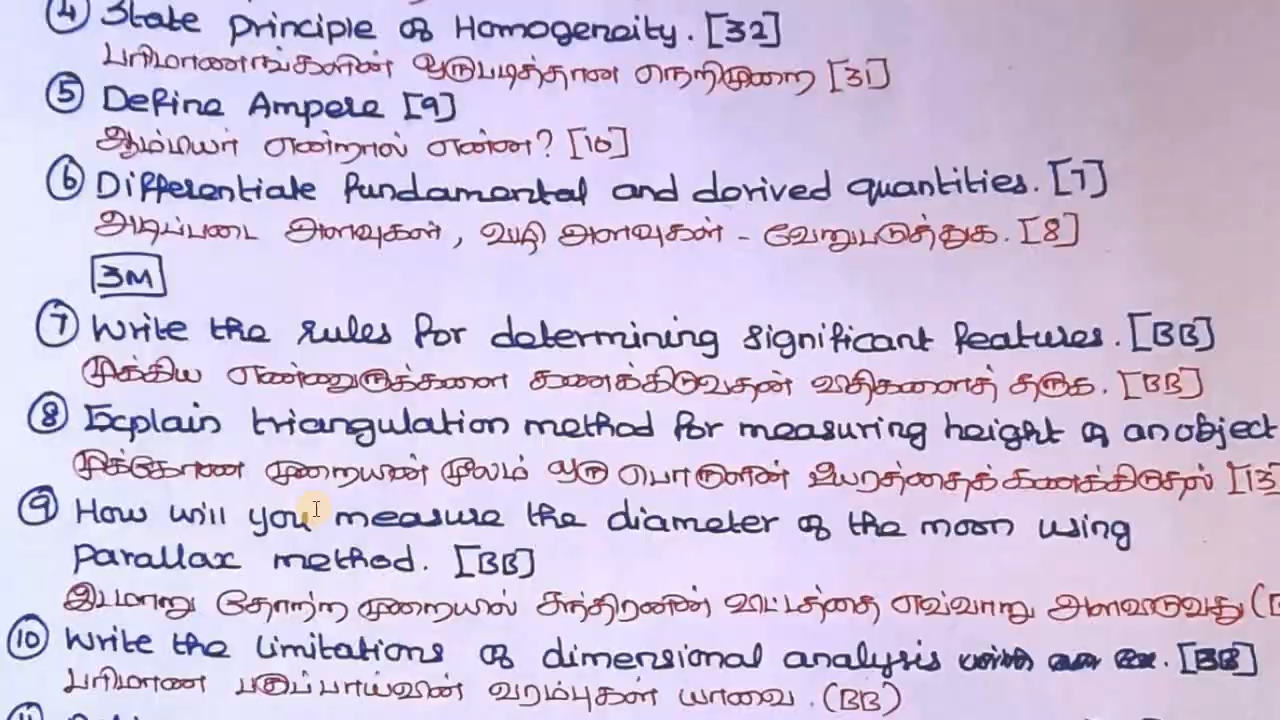 ④ State Principle of Homogeneity. [32]
பரிமாணங்களின் ஒருபடித்தான நெறிமுறை [31]
⑤ Define Ampere [9]
ஆம்பியர் என்றால் என்ன? [10]
⑥ Differentiate fundamental and derived quantities. [7]
அடிப்படை அளவுகள், வழி அளவுகள் - வேறுபடுத்துக. [8]
3M
⑦ Write the rules for determining significant features. [BB]
முக்கிய எண்ணுருக்களை கணக்கிடுவதன் விதிகளைத் தருக. [BB]
⑧ Explain triangulation method for measuring height of an object
முக்கோண முறையின் மூலம் ஒரு பொருளின் உயரத்தைக் கணக்கிடுதல் [13
⑨ How will you measure the diameter of the moon using
Parallax method. [BB]
இடமாறு தோற்ற முறையில் சந்திரனின் விட்டத்தை எவ்வாறு அளவிடுவது (
⑩ Write the limitations of dimensional analysis [BB]
பரிமாண பகுப்பாய்வின் வரம்புகள் யாவை. (BB)